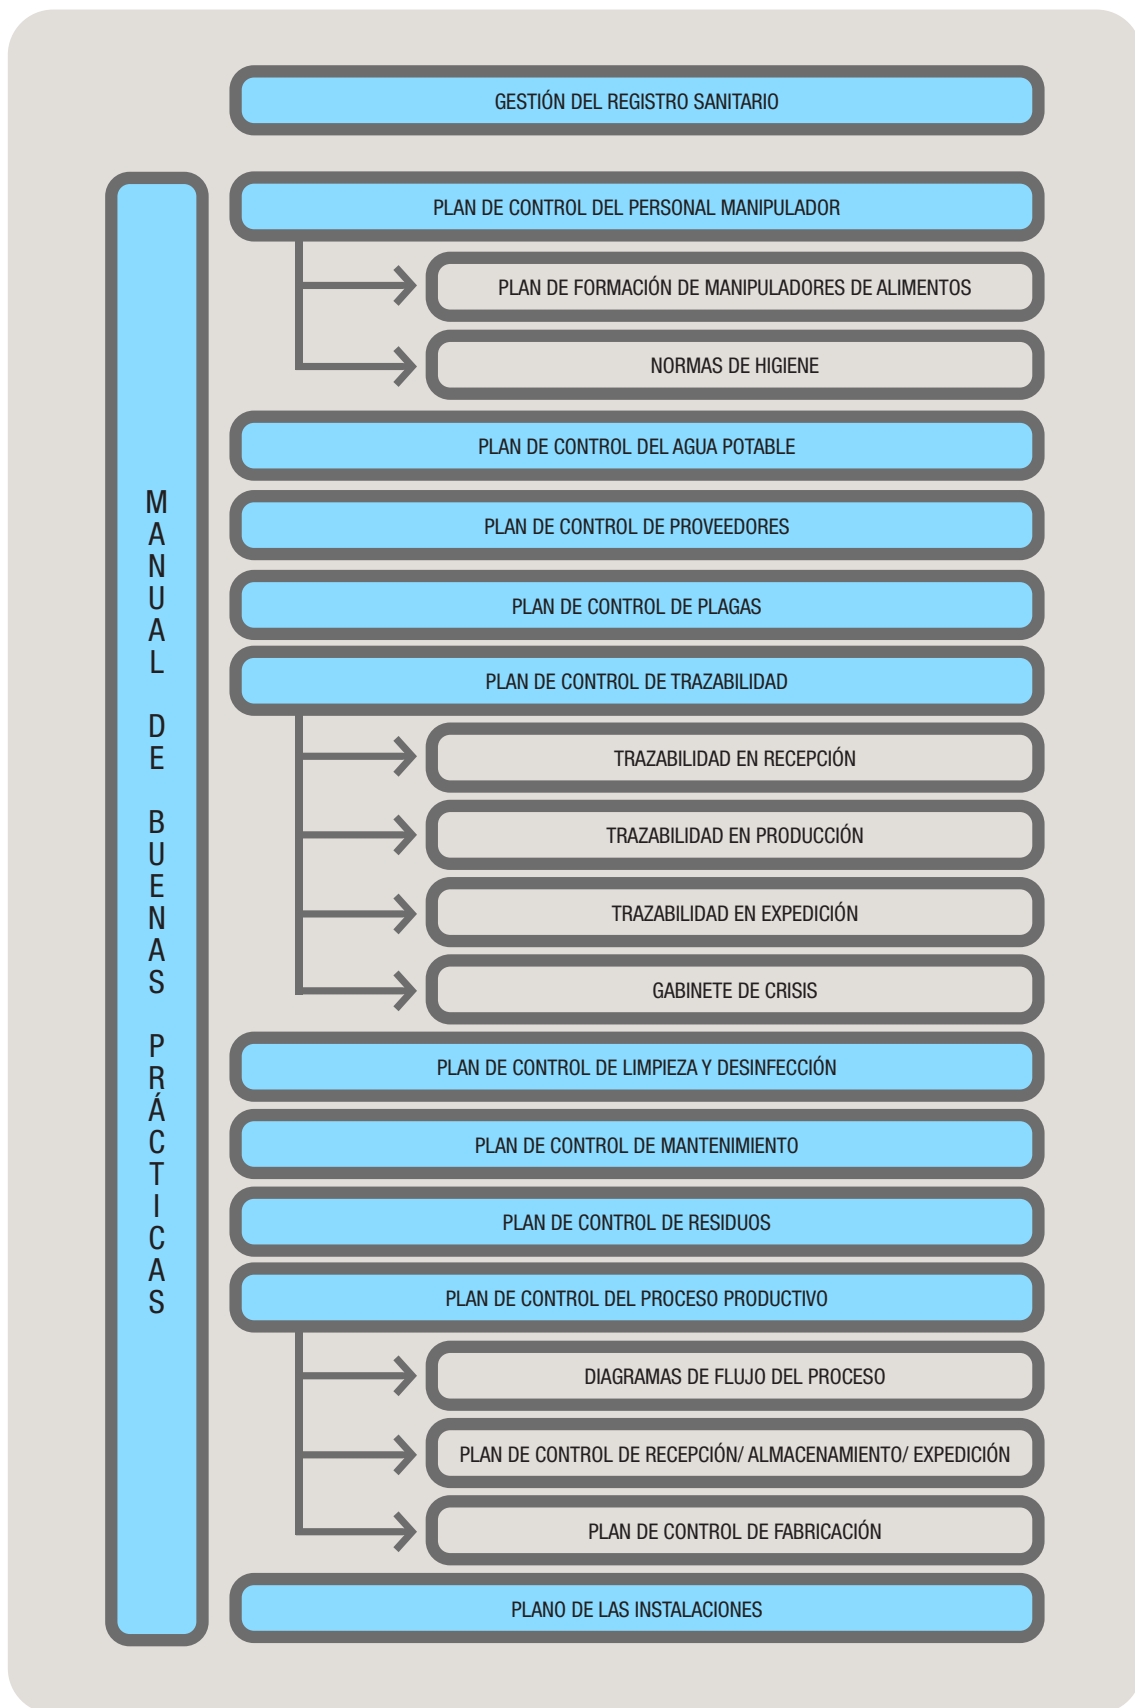 GESTIÓN DEL REGISTRO SANITARIO
MANUAL DE BUENAS PRÁCTICAS
PLAN DE CONTROL DEL PERSONAL MANIPULADOR
PLAN DE FORMACIÓN DE MANIPULADORES DE ALIMENTOS
NORMAS DE HIGIENE
PLAN DE CONTROL DEL AGUA POTABLE
PLAN DE CONTROL DE PROVEEDORES
PLAN DE CONTROL DE PLAGAS
PLAN DE CONTROL DE TRAZABILIDAD
TRAZABILIDAD EN RECEPCIÓN
TRAZABILIDAD EN PRODUCCIÓN
TRAZABILIDAD EN EXPEDICIÓN
GABINETE DE CRISIS
PLAN DE CONTROL DE LIMPIEZA Y DESINFECCIÓN
PLAN DE CONTROL DE MANTENIMIENTO
PLAN DE CONTROL DE RESIDUOS
PLAN DE CONTROL DEL PROCESO PRODUCTIVO
DIAGRAMAS DE FLUJO DEL PROCESO
PLAN DE CONTROL DE RECEPCIÓN/ ALMACENAMIENTO/ EXPEDICIÓN
PLAN DE CONTROL DE FABRICACIÓN
PLANO DE LAS INSTALACIONES